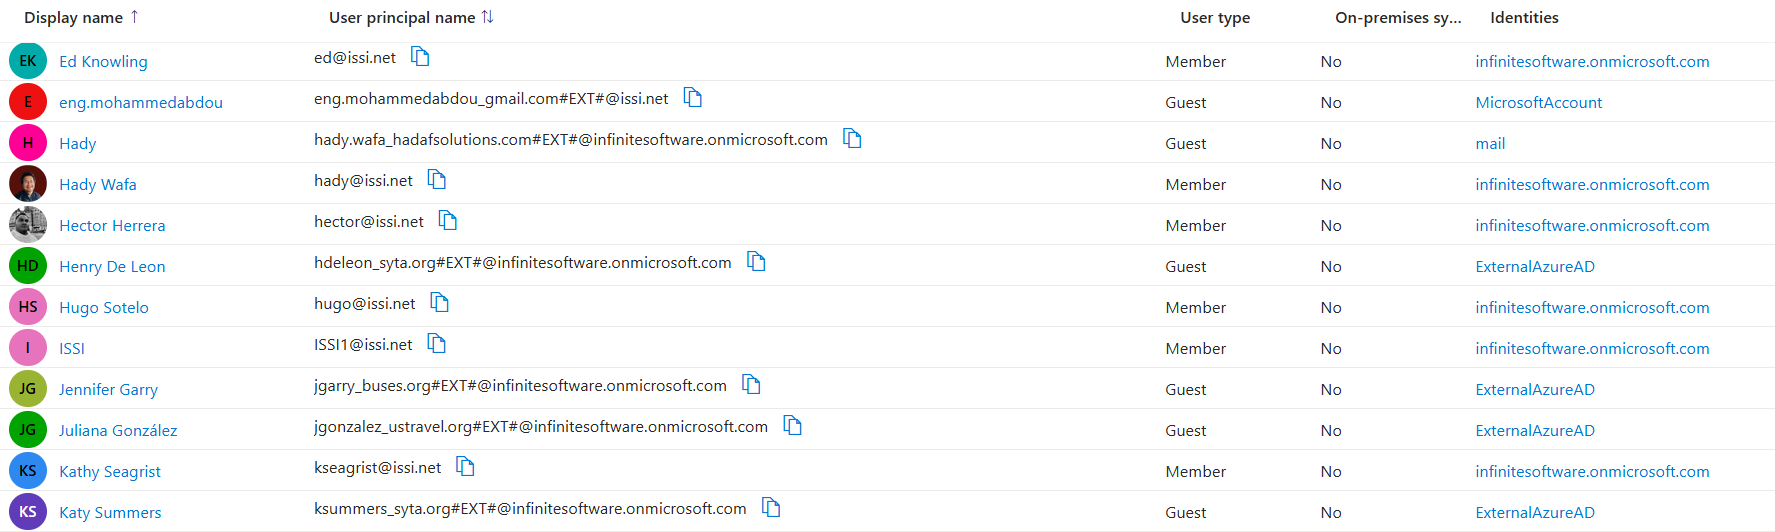 Display name ↑ User principal name ↑↓ User type On-premises sy... Identities
EK Ed Knowling ed@issi.net Member No infinitesoftware.onmicrosoft.com
E eng.mohammedabdou eng.mohammedabdou_gmail.com#EXT#@issi.net Guest No MicrosoftAccount
H Hady hady.wafa_hadafsolutions.com#EXT#@infinitesoftware.onmicrosoft.com Guest No mail
Hady Wafa hady@issi.net Member No infinitesoftware.onmicrosoft.com
Hector Herrera hector@issi.net Member No infinitesoftware.onmicrosoft.com
HD Henry De Leon hdeleon_syta.org#EXT#@infinitesoftware.onmicrosoft.com Guest No ExternalAzureAD
HS Hugo Sotelo hugo@issi.net Member No infinitesoftware.onmicrosoft.com
I ISSI ISSI1@issi.net Member No infinitesoftware.onmicrosoft.com
JG Jennifer Garry jgarry_buses.org#EXT#@infinitesoftware.onmicrosoft.com Guest No ExternalAzureAD
JG Juliana González jgonzalez_ustravel.org#EXT#@infinitesoftware.onmicrosoft.com Guest No ExternalAzureAD
KS Kathy Seagrist kseagrist@issi.net Member No infinitesoftware.onmicrosoft.com
KS Katy Summers ksummers_syta.org#EXT#@infinitesoftware.onmicrosoft.com Guest No ExternalAzureAD